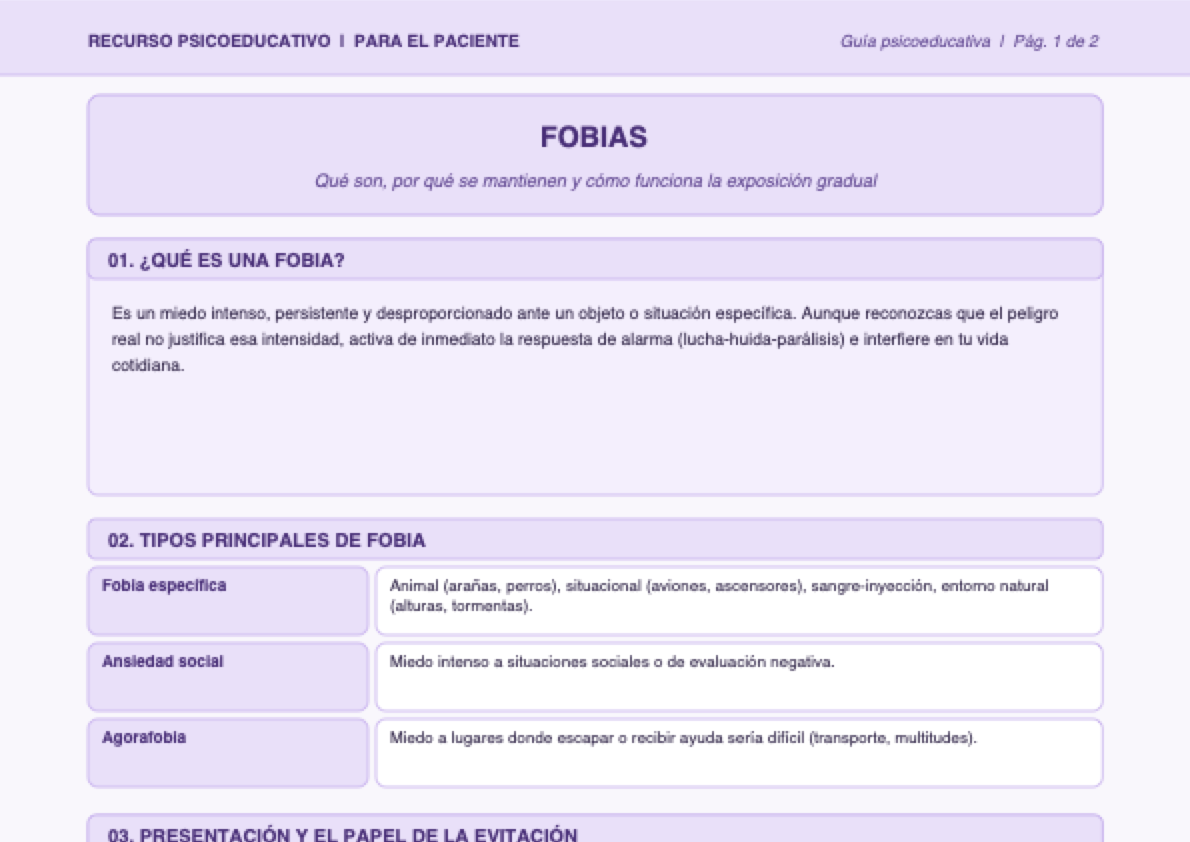 RECURSO PSICOEDUCATIVO | PARA EL PACIENTE
Guía psicoeducativa | Pág. 1 de 2
FOBIAS
Qué son, por qué se mantienen y cómo funciona la exposición gradual
01. ¿QUÉ ES UNA FOBIA?
Es un miedo intenso, persistente y desproporcionado ante un objeto o situación específica. Aunque reconozcas que el peligro
real no justifica esa intensidad, activa de inmediato la respuesta de alarma (lucha-huida-parálisis) e interfiere en tu vida
cotidiana.
02. TIPOS PRINCIPALES DE FOBIA
Fobia específica
Animal (arañas, perros), situacional (aviones, ascensores), sangre-inyección, entorno natural
(alturas, tormentas).
Ansiedad social
Miedo intenso a situaciones sociales o de evaluación negativa.
Agorafobia
Miedo a lugares donde escapar o recibir ayuda sería difícil (transporte, multitudes).
03. PRESENTACIÓN Y EL PAPEL DE LA EVITACIÓN